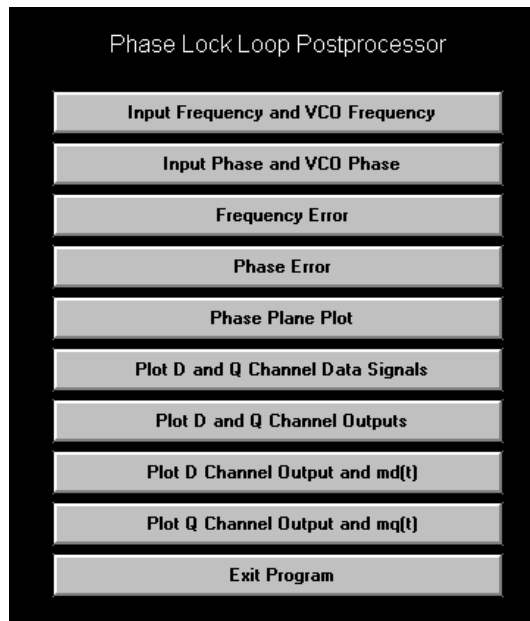 Phase Lock Loop Postprocessor
Input Frequency and VCO Frequency
Input Phase and VCO Phase
Frequency Error
Phase Error
Phase Plane Plot
Plot D and Q Channel Data Signals
Plot D and Q Channel Outputs
Plot D Channel Output and md(t)
Plot Q Channel Output and mq(t)
Exit Program